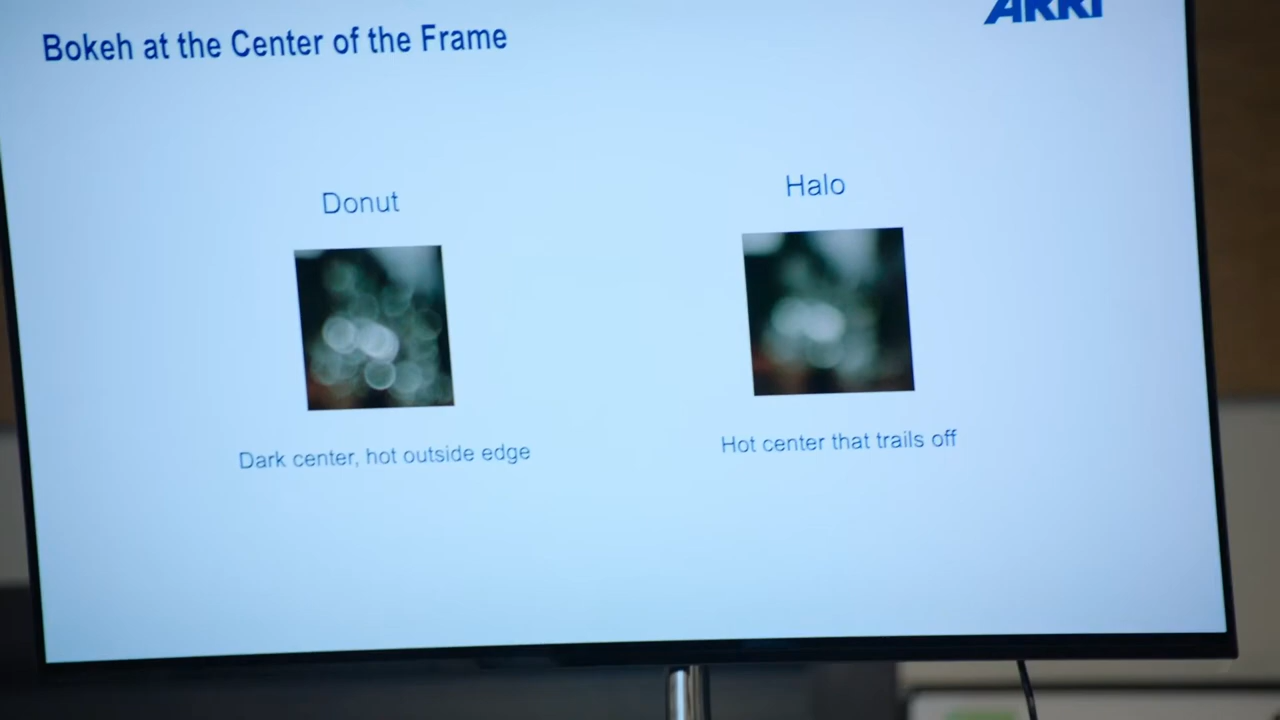 ARRI
Bokeh at the Center of the Frame
Donut
Halo
Dark center, hot outside edge
Hot center that trails off